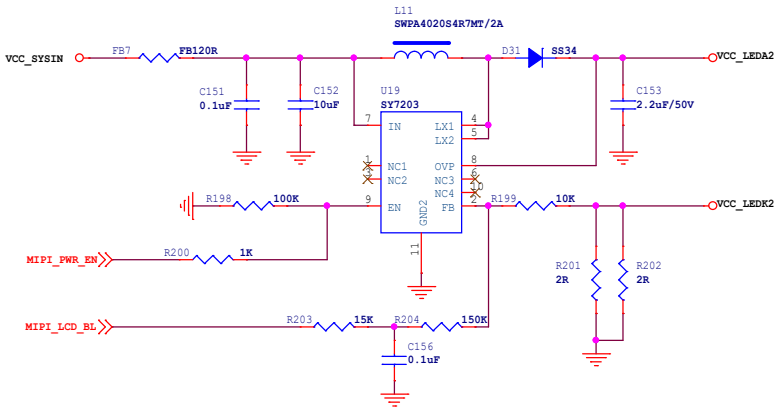 L11
SWPA4020S4R7MT/2A
VCC_SYSIN
FB7
FB120R
D31
SS34
VCC_LEDA2
C151
0.1uF
C152
10uF
U19
SY7203
C153
2.2uF/50V
7
IN
LX1
4
LX2
5
1
NC1
OVP
8
3
NC2
NC3
6
NC4
10
R198
100K
9
EN
GND2
FB
2
R199
10K
VCC_LEDK2
11
R200
1K
MIPI_PWR_EN
R201
2R
R202
2R
MIPI_LCD_BL
R203
15K
R204
150K
C156
0.1uF